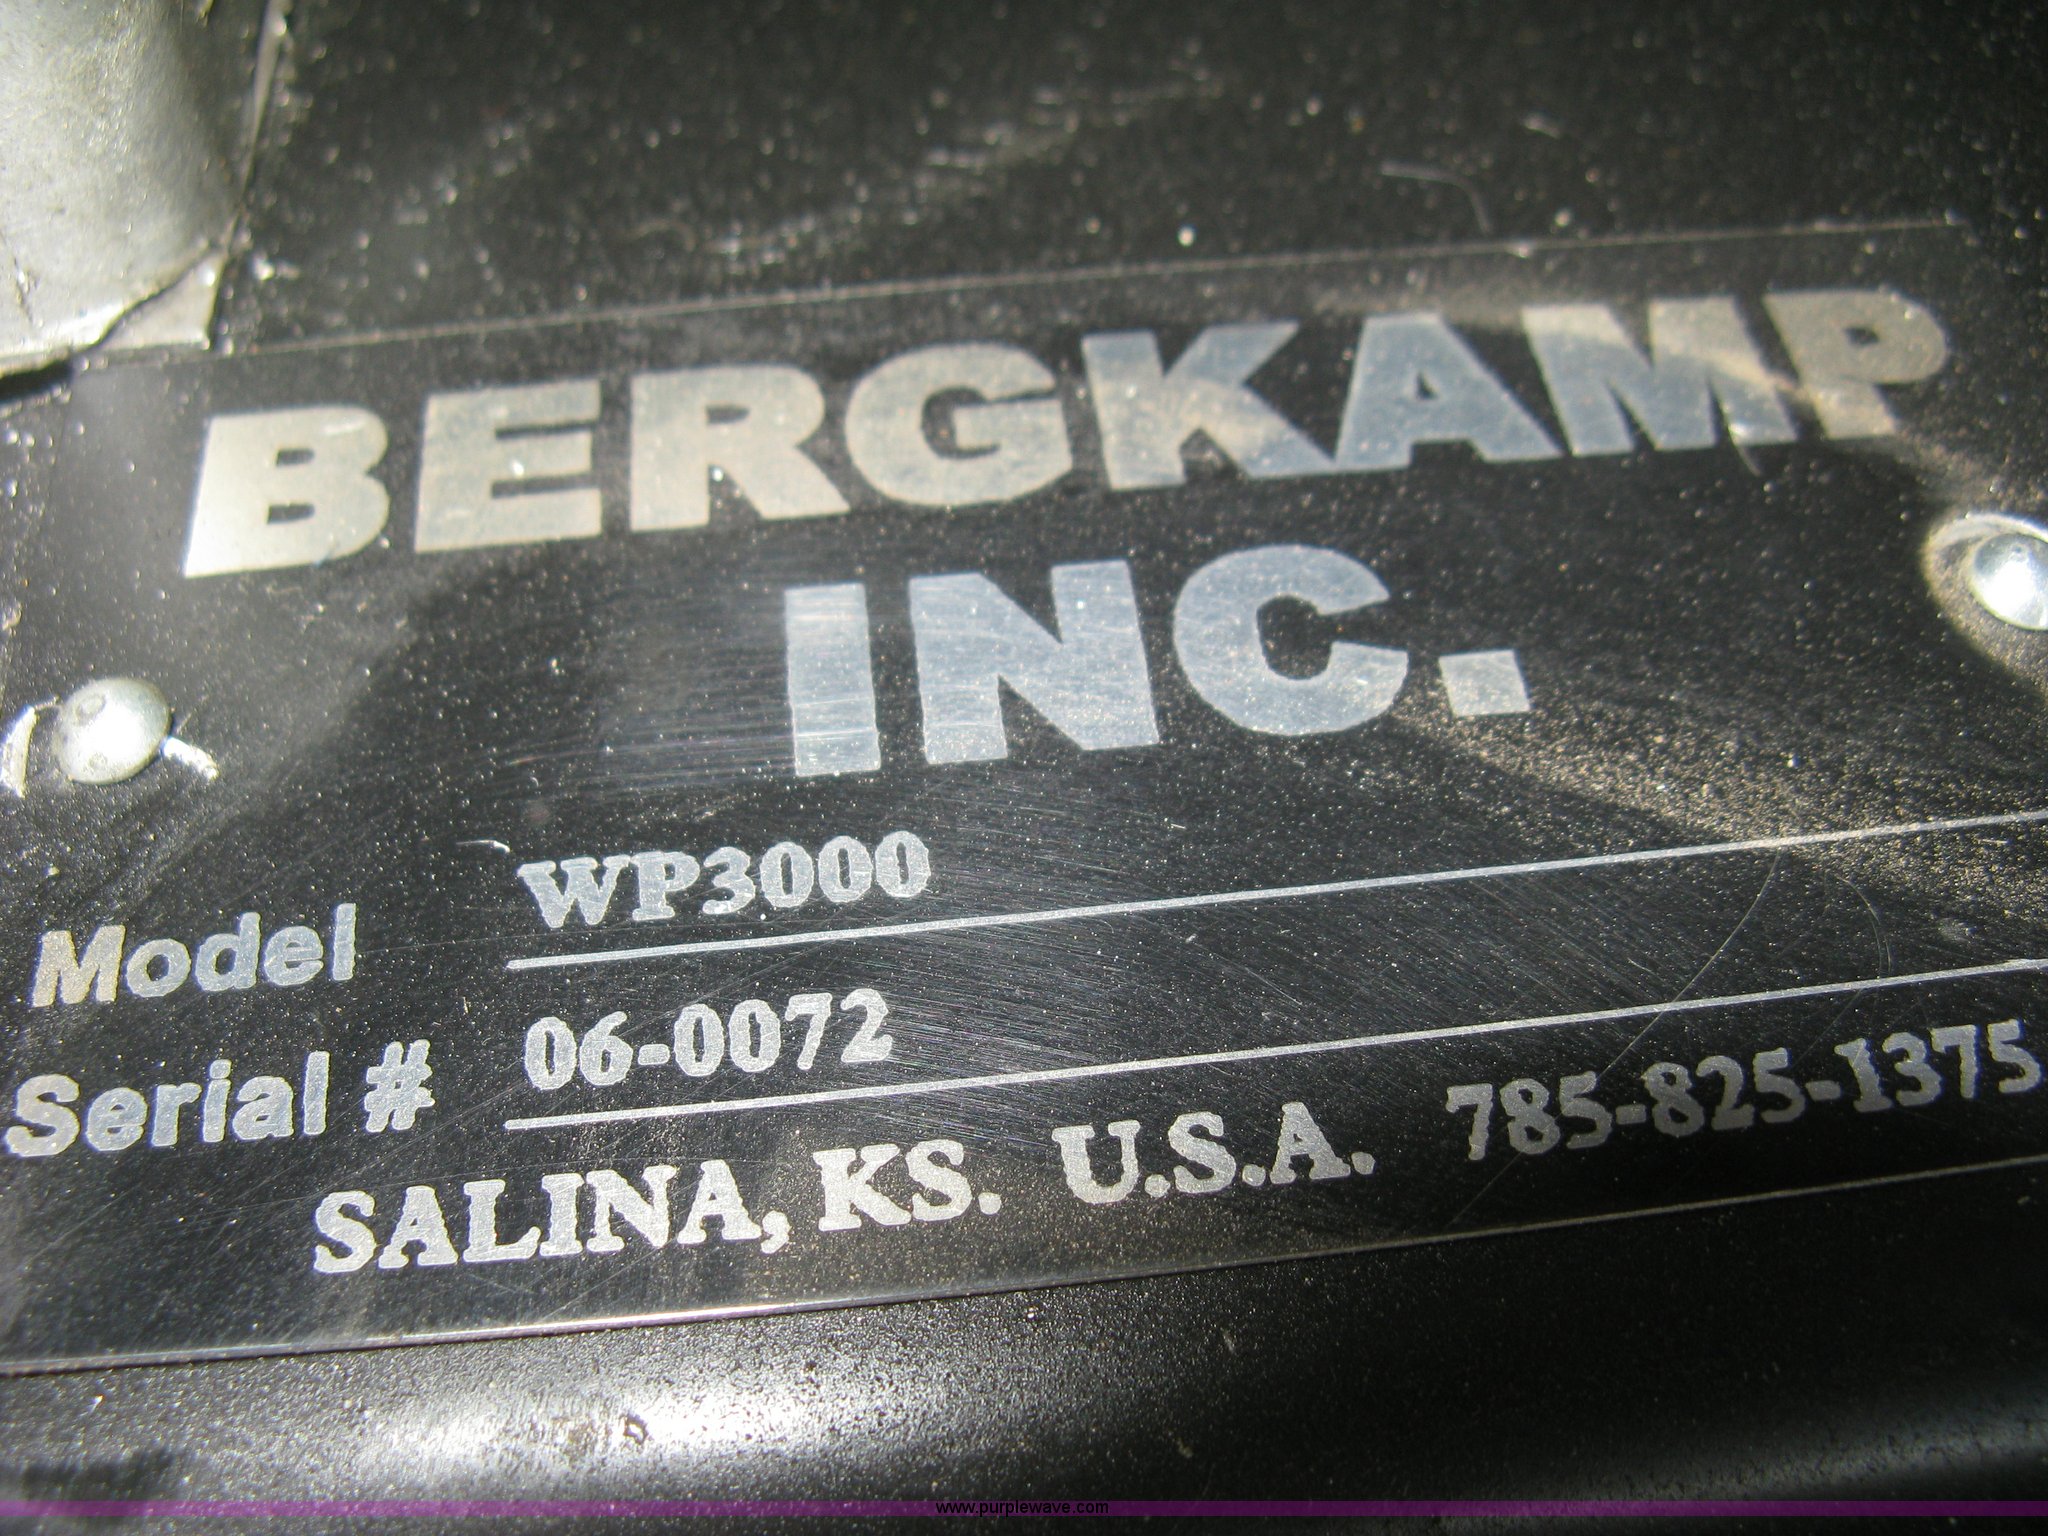 BERGKAMP
INC.
Model WP3000
Serial # 06-0072
SALINA, KS. U.S.A. 785-825-1375
www.purplewave.com